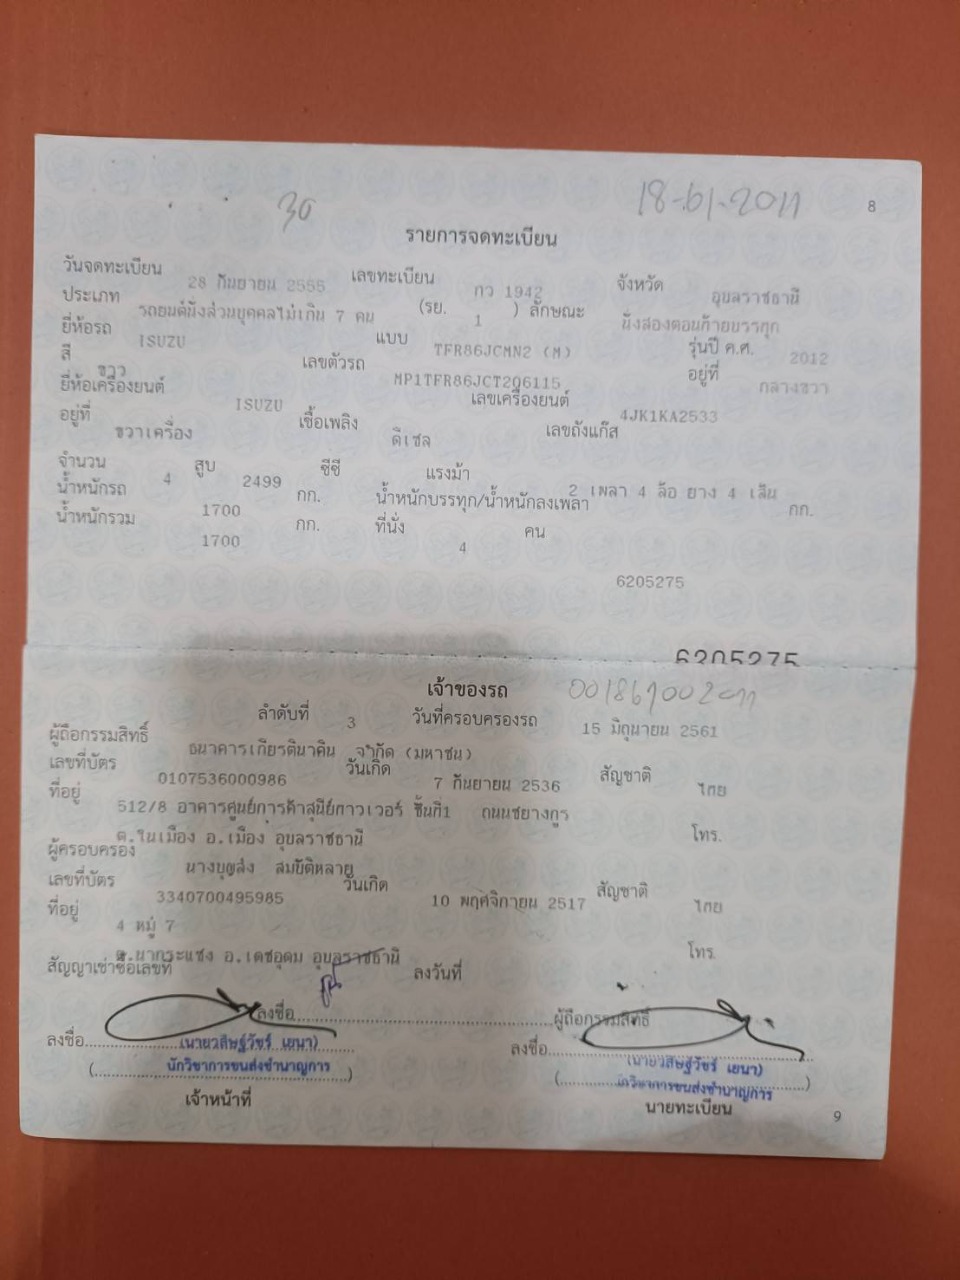 30
18-01-2011
8
รายการจดทะเบียน
วันจดทะเบียน 28 กันยายน 2555 เลขทะเบียน กว 1942 จังหวัด อุบลราชธานี
ประเภท รถยนต์นั่งส่วนบุคคลไม่เกิน 7 คน (รย. 1 ) ลักษณะ นั่งสองตอนท้ายบรรทุก
ยี่ห้อรถ ISUZU แบบ TFR86JCMN2 (M) รุ่นปี ค.ศ. 2012
สี ขาว เลขตัวรถ MP1TFR86JCT206115 อยู่ที่ กลางขวา
ยี่ห้อเครื่องยนต์ ISUZU เลขเครื่องยนต์ 4JK1KA2533
อยู่ที่ ขวาเครื่อง เชื้อเพลิง ดีเซล เลขถังแก๊ส
จำนวน 4 สูบ 2499 ซีซี แรงม้า 2 เพลา 4 ล้อ ยาง 4 เส้น
น้ำหนักรถ 1700 กก. น้ำหนักบรรทุก/น้ำหนักลงเพลา กก.
น้ำหนักรวม 1700 กก. ที่นั่ง 4 คน
6205275
6205275
เจ้าของรถ
ลำดับที่ 3 วันที่ครอบครองรถ 15 มิถุนายน 2561
ผู้ถือกรรมสิทธิ์ ธนาคารเกียรตินาคิน จำกัด (มหาชน)
เลขที่บัตร 0107536000986 วันเกิด 7 กันยายน 2536 สัญชาติ ไทย
ที่อยู่ 512/8 อาคารศูนย์การค้าสุนีย์ทาวเวอร์ ชั้นที่1 ถนนชยางกูร
ต.ในเมือง อ.เมือง อุบลราชธานี โทร.
ผู้ครอบครอง นางบุญส่ง สมบัติหลาย
เลขที่บัตร 3340700495985 วันเกิด 10 พฤศจิกายน 2517 สัญชาติ ไทย
ที่อยู่ 4 หมู่ 7
ต.นากระแซง อ.เดชอุดม อุบลราชธานี โทร.
สัญญาเช่าซื้อเลขที่ ลงวันที่
ลงชื่อ ผู้ถือกรรมสิทธิ์
ลงชื่อ ลงชื่อ
(นายวสิษฐ์วัชร์ เยนา) (นายวสิษฐ์วัชร์ เยนา)
นักวิชาการขนส่งชำนาญการ นักวิชาการขนส่งชำนาญการ
เจ้าหน้าที่ นายทะเบียน
9